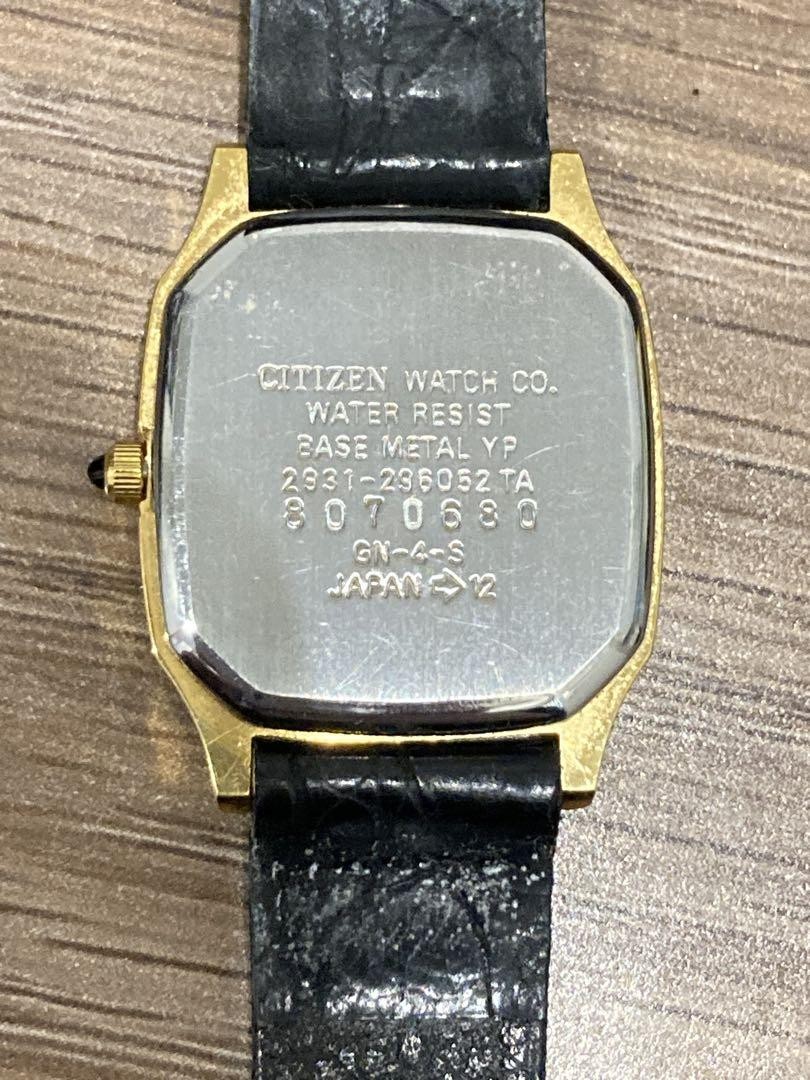 CITIZEN WATCH CO.
WATER RESIST
BASE METAL YP
2931-296052 TA
8070680
GN-4-S
JAPAN ➩ 12